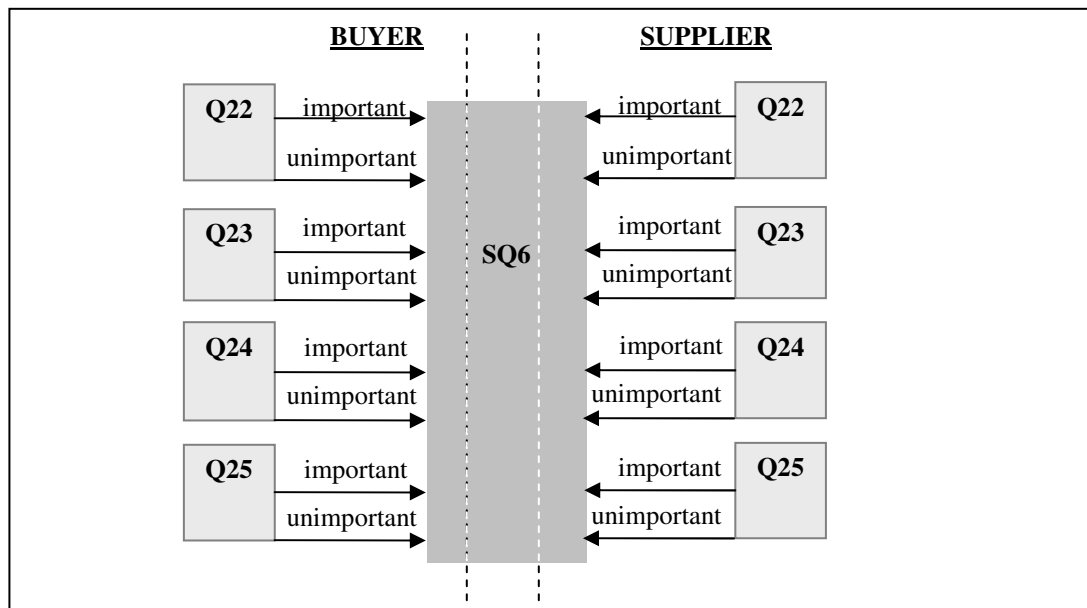 BUYER SUPPLIER
Q22 important important Q22
unimportant unimportant
Q23 important important Q23
SQ6
unimportant unimportant
Q24 important important Q24
unimportant unimportant
Q25 important important Q25
unimportant unimportant